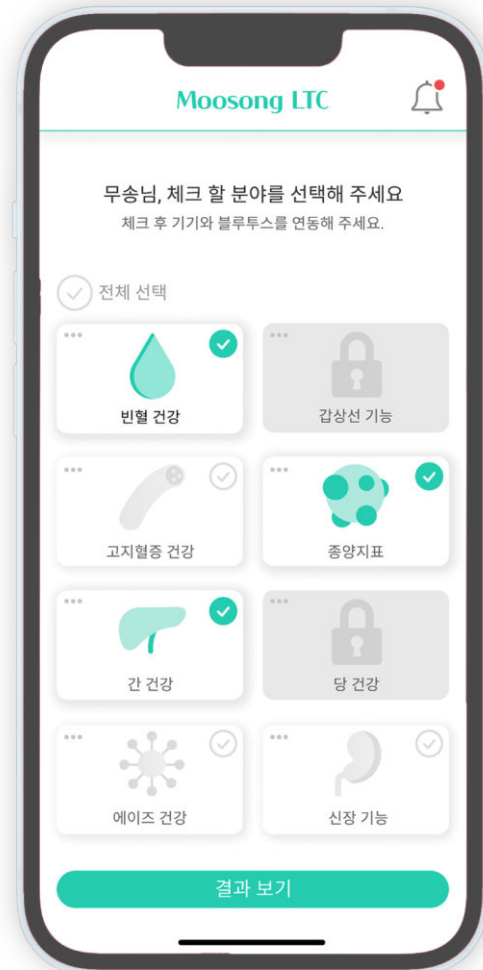 Moosong LTC
무송님, 체크 할 분야를 선택해 주세요
체크 후 기기와 블루투스를 연동해 주세요.
전체 선택
빈혈 건강
갑상선 기능
고지혈증 건강
종양지표
간 건강
당 건강
에이즈 건강
신장 기능
결과 보기